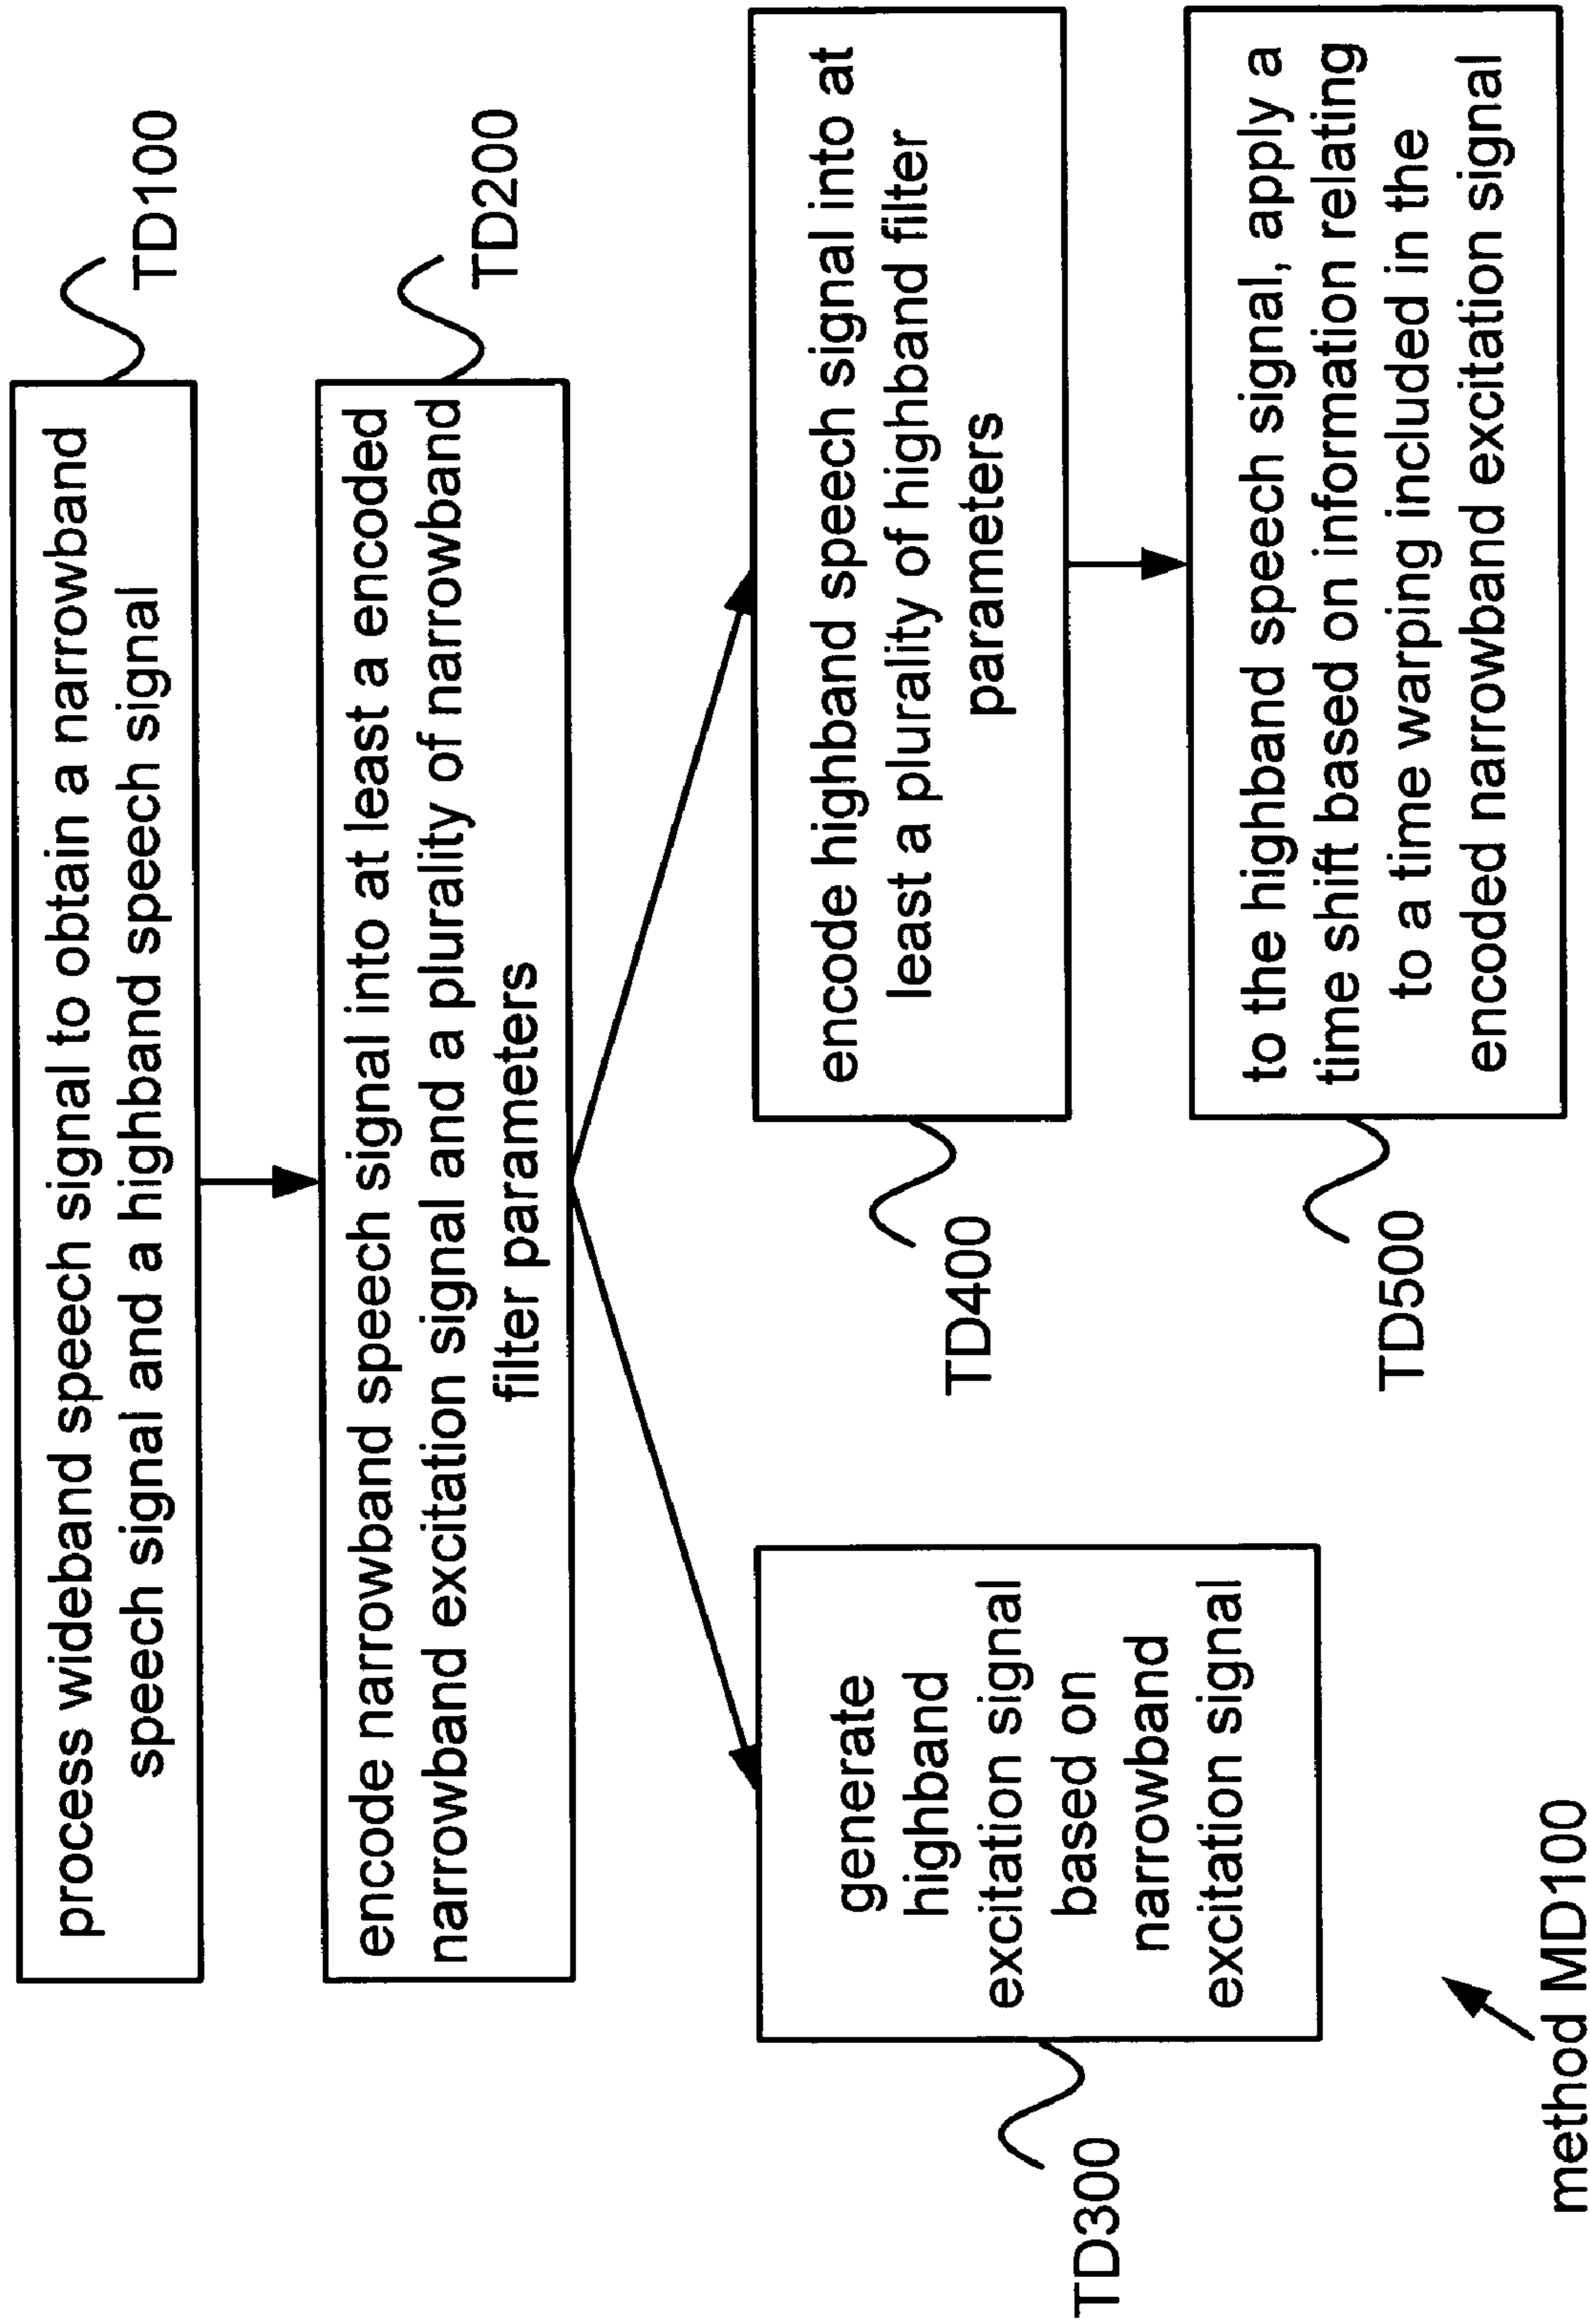 process wideband speech signal to obtain a narrowband
speech signal and a highband speech signal
TD100
encode narrowband speech signal into at least a encoded
narrowband excitation signal and a plurality of narrowband
filter parameters
TD200
TD300
generate
highband
excitation signal
based on
narrowband
excitation signal
TD400
encode highband speech signal into at
least a plurality of highband filter
parameters
TD500
to the highband speech signal, apply a
time shift based on information relating
to a time warping included in the
encoded narrowband excitation signal
method MD100